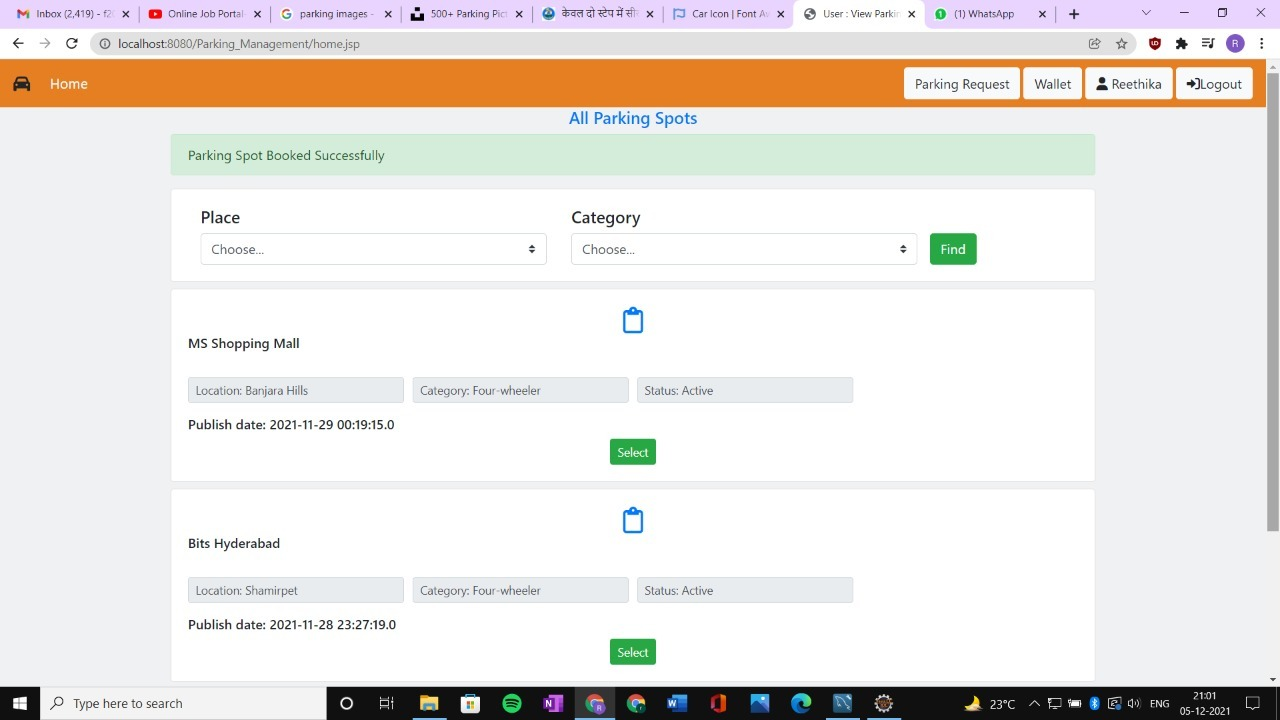 Inbox (2,419) - f20
Online Job Portal
parking images -
500+ Parking Pic
केवल दो स्टेप में सी
Car Icon | Font A
User : View Parkin
(1) WhatsApp
localhost:8080/Parking_Management/home.jsp
R
Home
Parking Request
Wallet
Reethika
Logout
All Parking Spots
Parking Spot Booked Successfully
Place
Category
Choose...
Choose...
Find
MS Shopping Mall
Location: Banjara Hills
Category: Four-wheeler
Status: Active
Publish date: 2021-11-29 00:19:15.0
Select
Bits Hyderabad
Location: Shamirpet
Category: Four-wheeler
Status: Active
Publish date: 2021-11-28 23:27:19.0
Select
Type here to search
23°C
ENG
21:01
05-12-2021